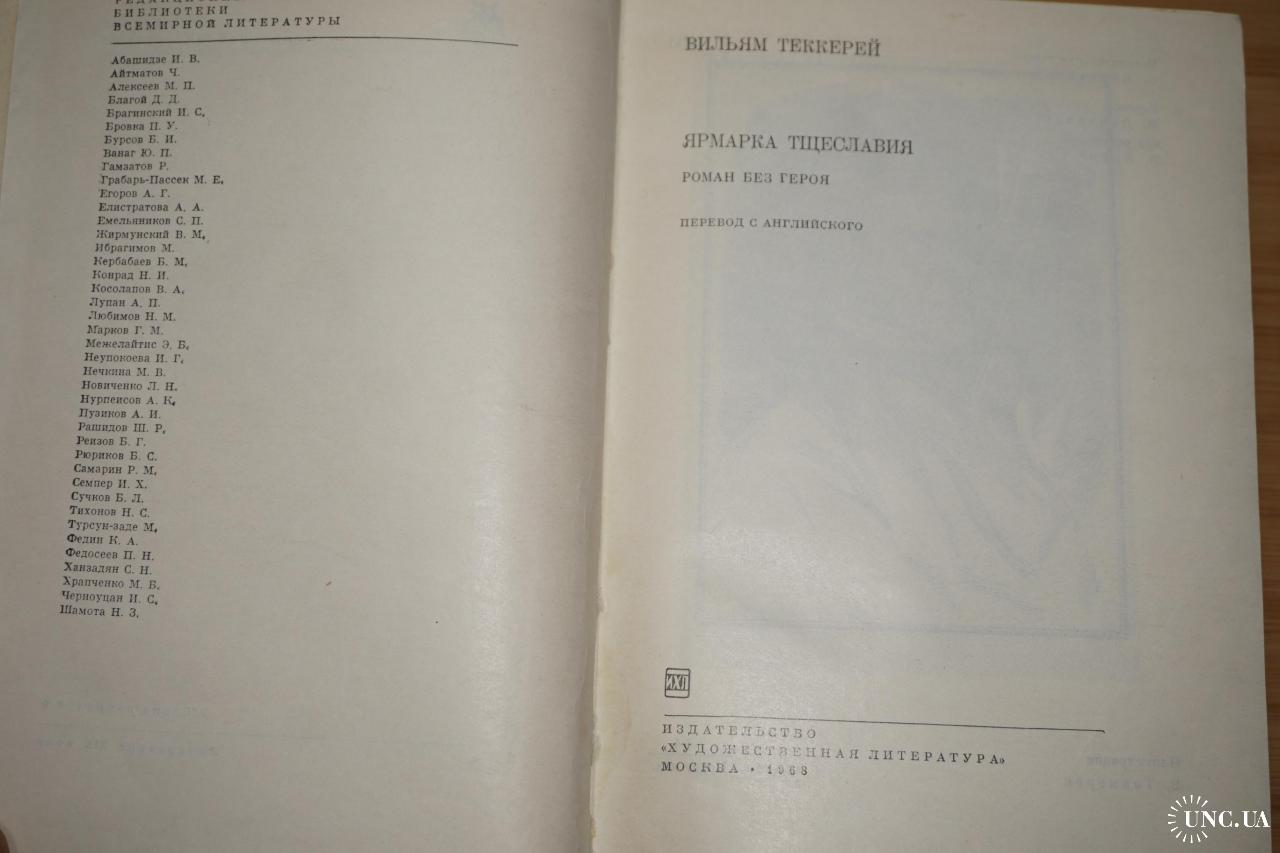 БИБЛИОТЕКИ
ВСЕМИРНОЙ ЛИТЕРАТУРЫ
Абашидзе И. В.
Айтматов Ч.
Алексеев М. П.
Благой Д. Д.
Брагинский И. С.
Бровка П. У.
Бурсов Б. И.
Ванаг Ю. П.
Гамзатов Р.
Грабарь-Пассек М. Е.
Егоров А. Г.
Елистратова А. А.
Емельяников С. П.
Жирмунский В. М.
Ибрагимов М.
Кербабаев Б. М.
Конрад Н. И.
Косолапов В. А.
Лупан А. П.
Любимов Н. М.
Марков Г. М.
Межелайтис Э. Б.
Неупокоева И. Г.
Нечкина М. В.
Новиченко Л. Н.
Нурпеисов А. К.
Пузиков А. И.
Рашидов Ш. Р.
Реизов Б. Г.
Рюриков Б. С.
Самарин Р. М.
Семпер И. Х.
Сучков Б. Л.
Тихонов Н. С.
Турсун-заде М.
Федин К. А.
Федосеев П. Н.
Ханзадян С. Н.
Храпченко М. Б.
Черноуцан И. С.
Шамота Н. З.
ВИЛЬЯМ ТЕККЕРЕЙ
ЯРМАРКА ТЩЕСЛАВИЯ
РОМАН БЕЗ ГЕРОЯ
ПЕРЕВОД С АНГЛИЙСКОГО
ИХЛ
ИЗДАТЕЛЬСТВО
«ХУДОЖЕСТВЕННАЯ ЛИТЕРАТУРА»
МОСКВА • 1968
UNC.UA